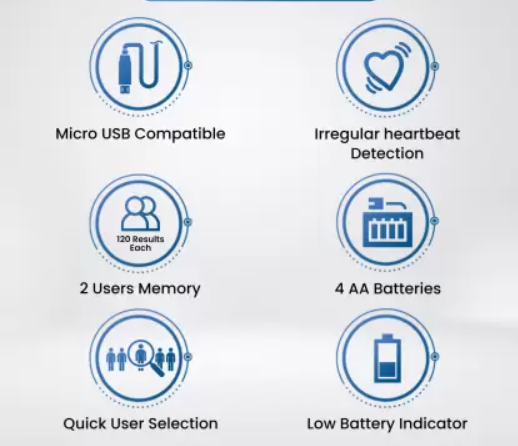 Micro USB Compatible
Irregular heartbeat
Detection
120 Results
Each
2 Users Memory
4 AA Batteries
Quick User Selection
Low Battery Indicator